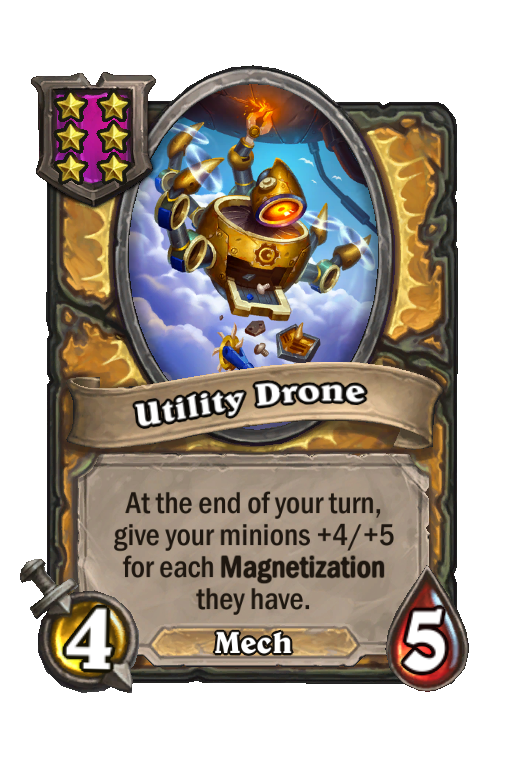 Utility Drone
At the end of your turn,
give your minions +4/+5
for each Magnetization
they have.
4
Mech
5